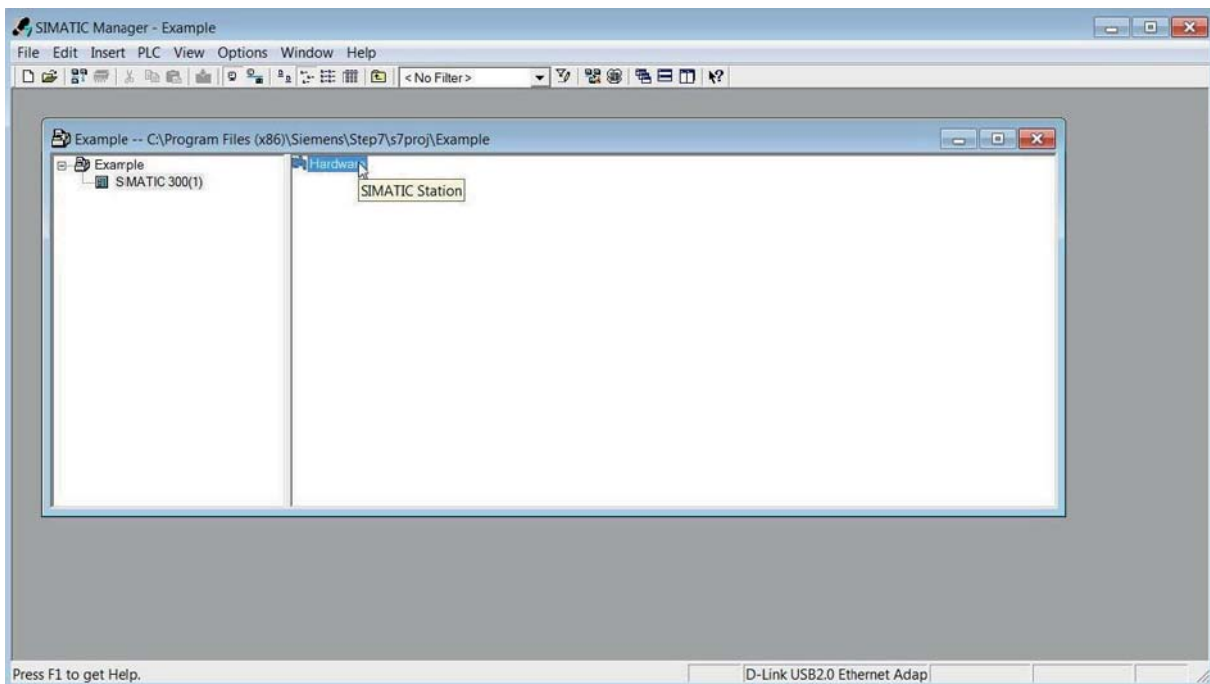 SIMATIC Manager - Example
File Edit Insert PLC View Options Window Help
< No Filter >
Example -- C:\Program Files (x86)\Siemens\Step7\s7proj\Example
Example
SIMATIC 300(1)
Hardware
SIMATIC Station
Press F1 to get Help.
D-Link USB2.0 Ethernet Adap